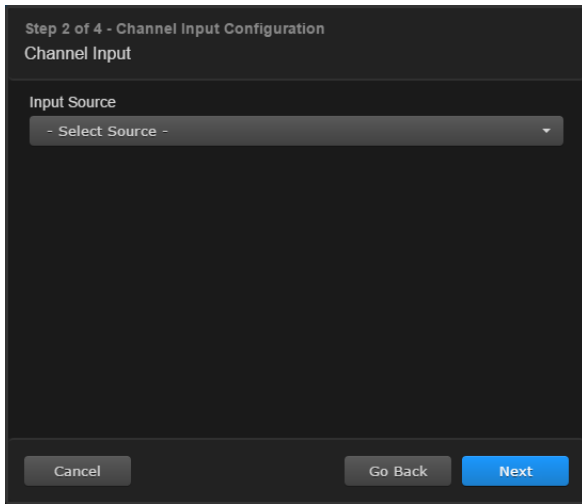 Step 2 of 4 - Channel Input Configuration
Channel Input
Input Source
- Select Source -
Cancel
Go Back
Next